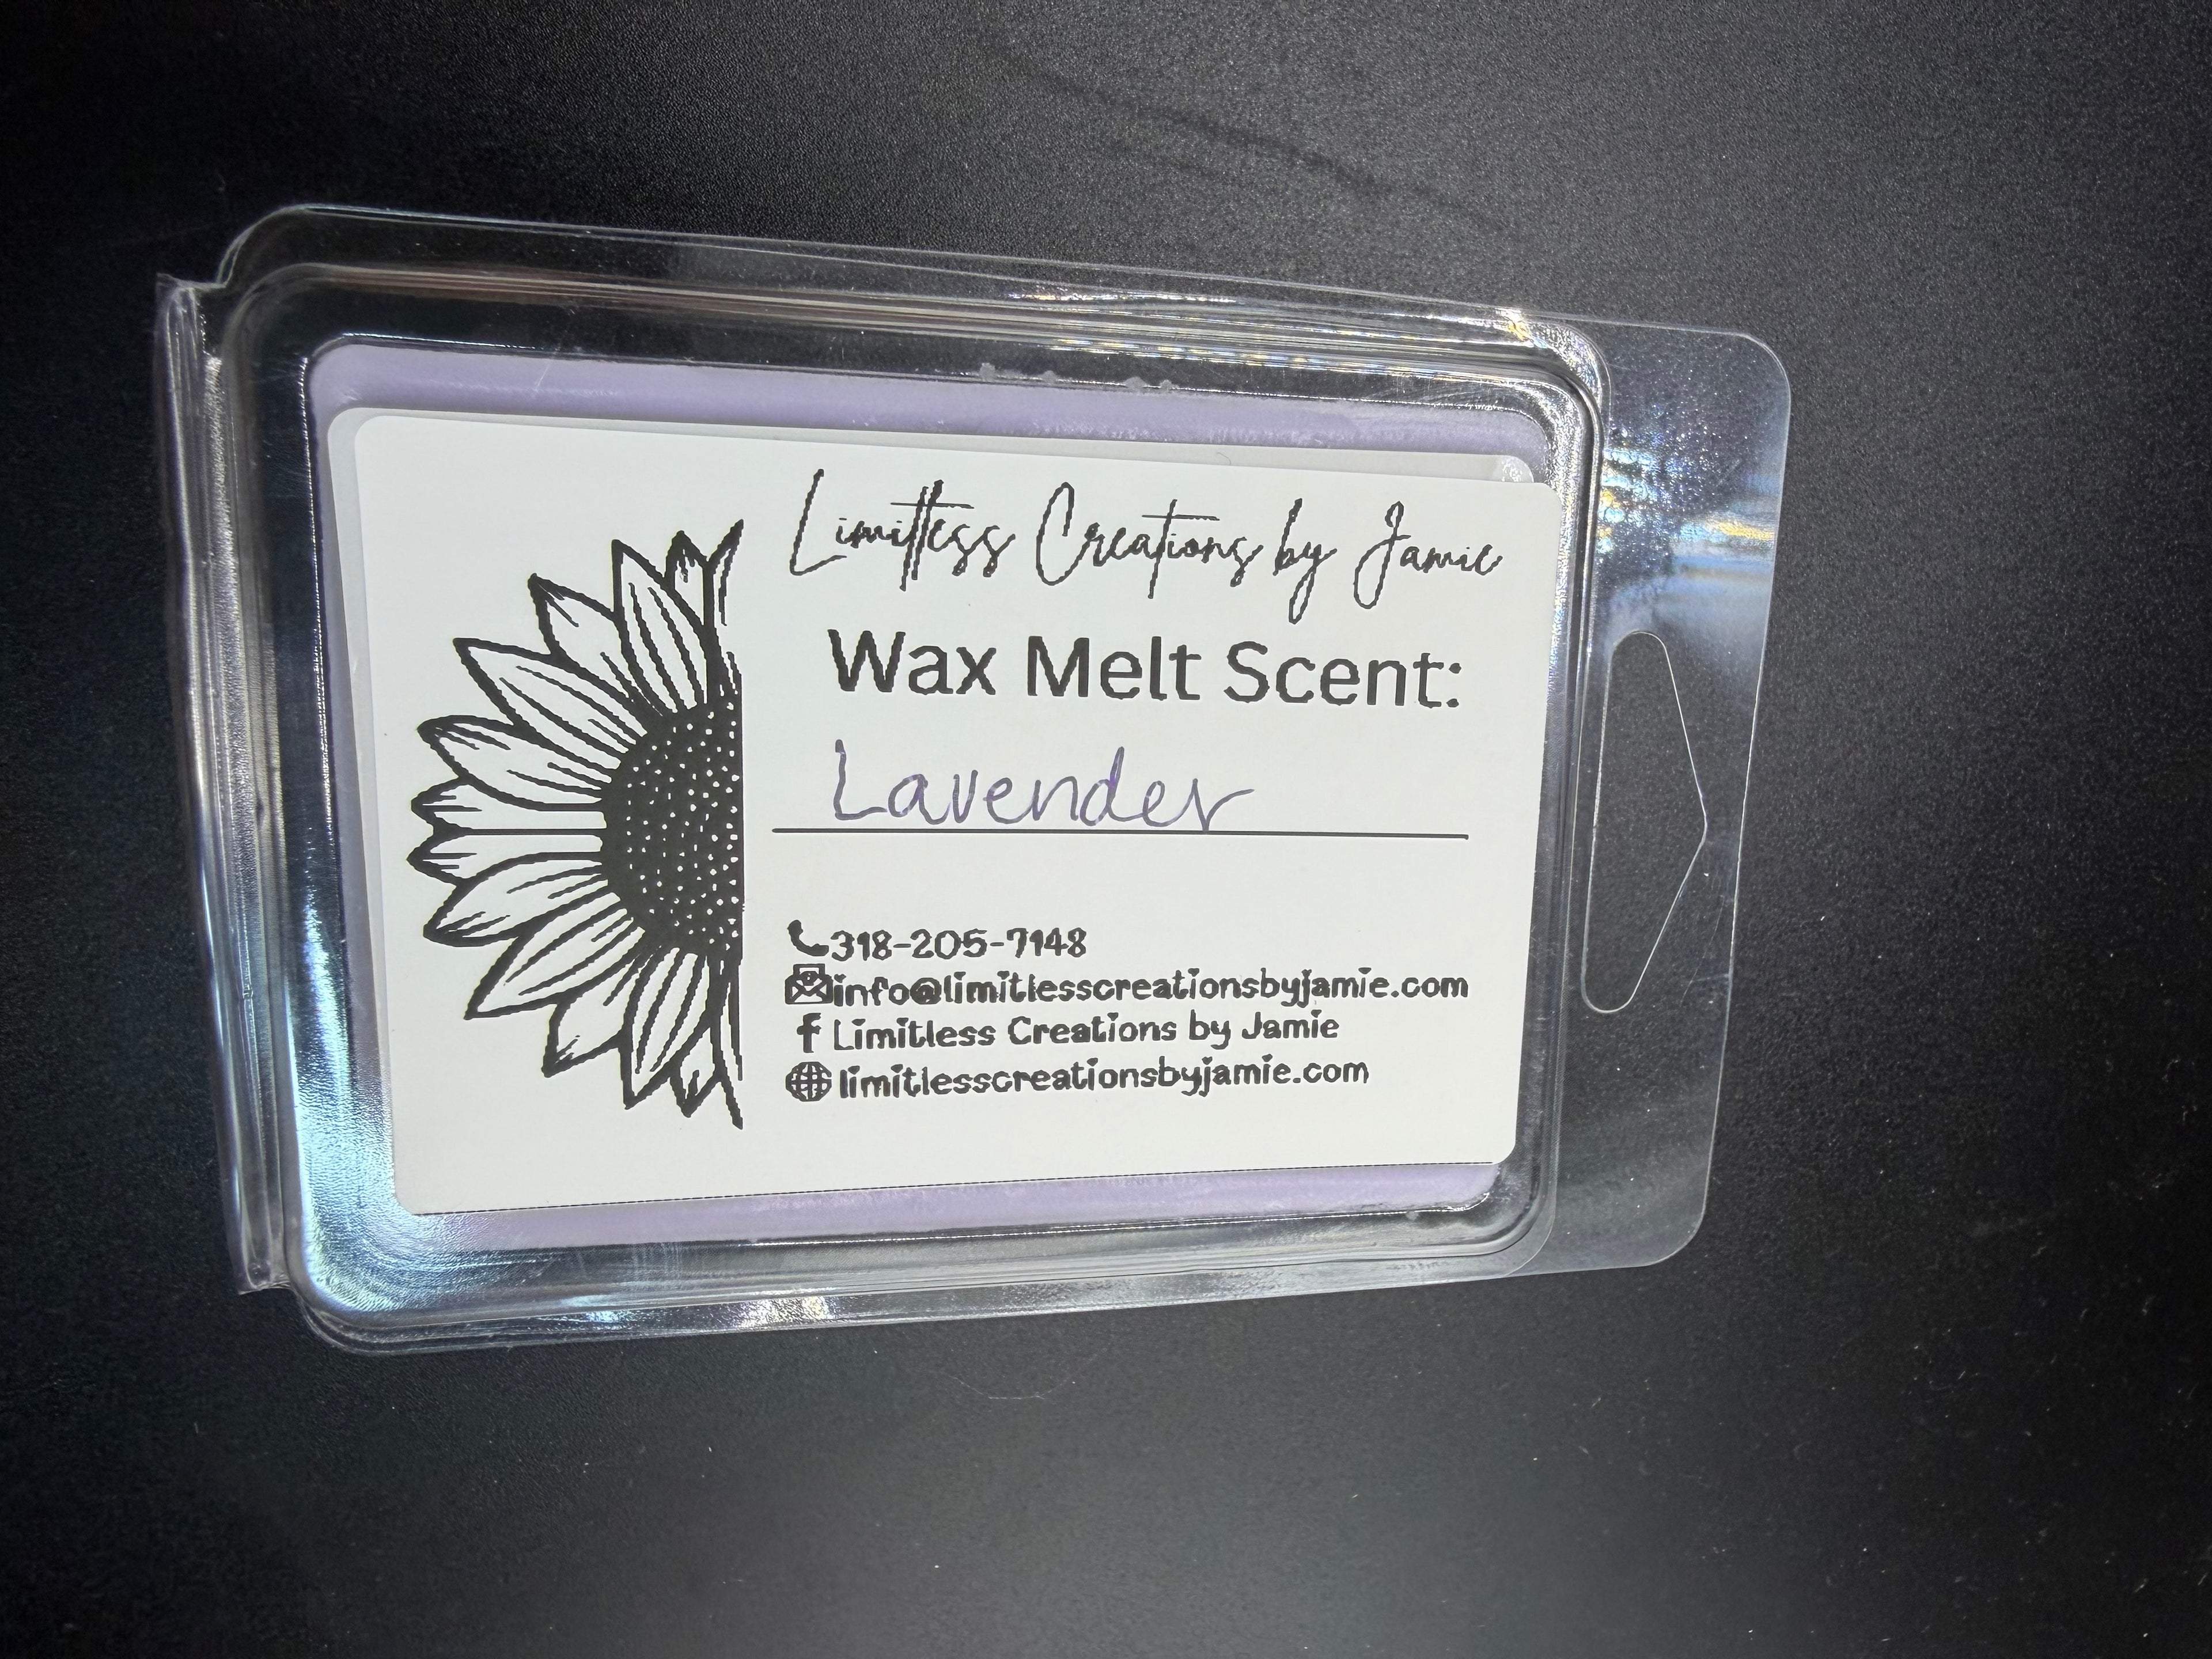 Limitless Creations by Jamie
Wax Melt Scent:
Lavender
318-205-7148
info@limitlesscreationsbyjamie.com
f Limitless Creations by Jamie
limitlesscreationsbyjamie.com